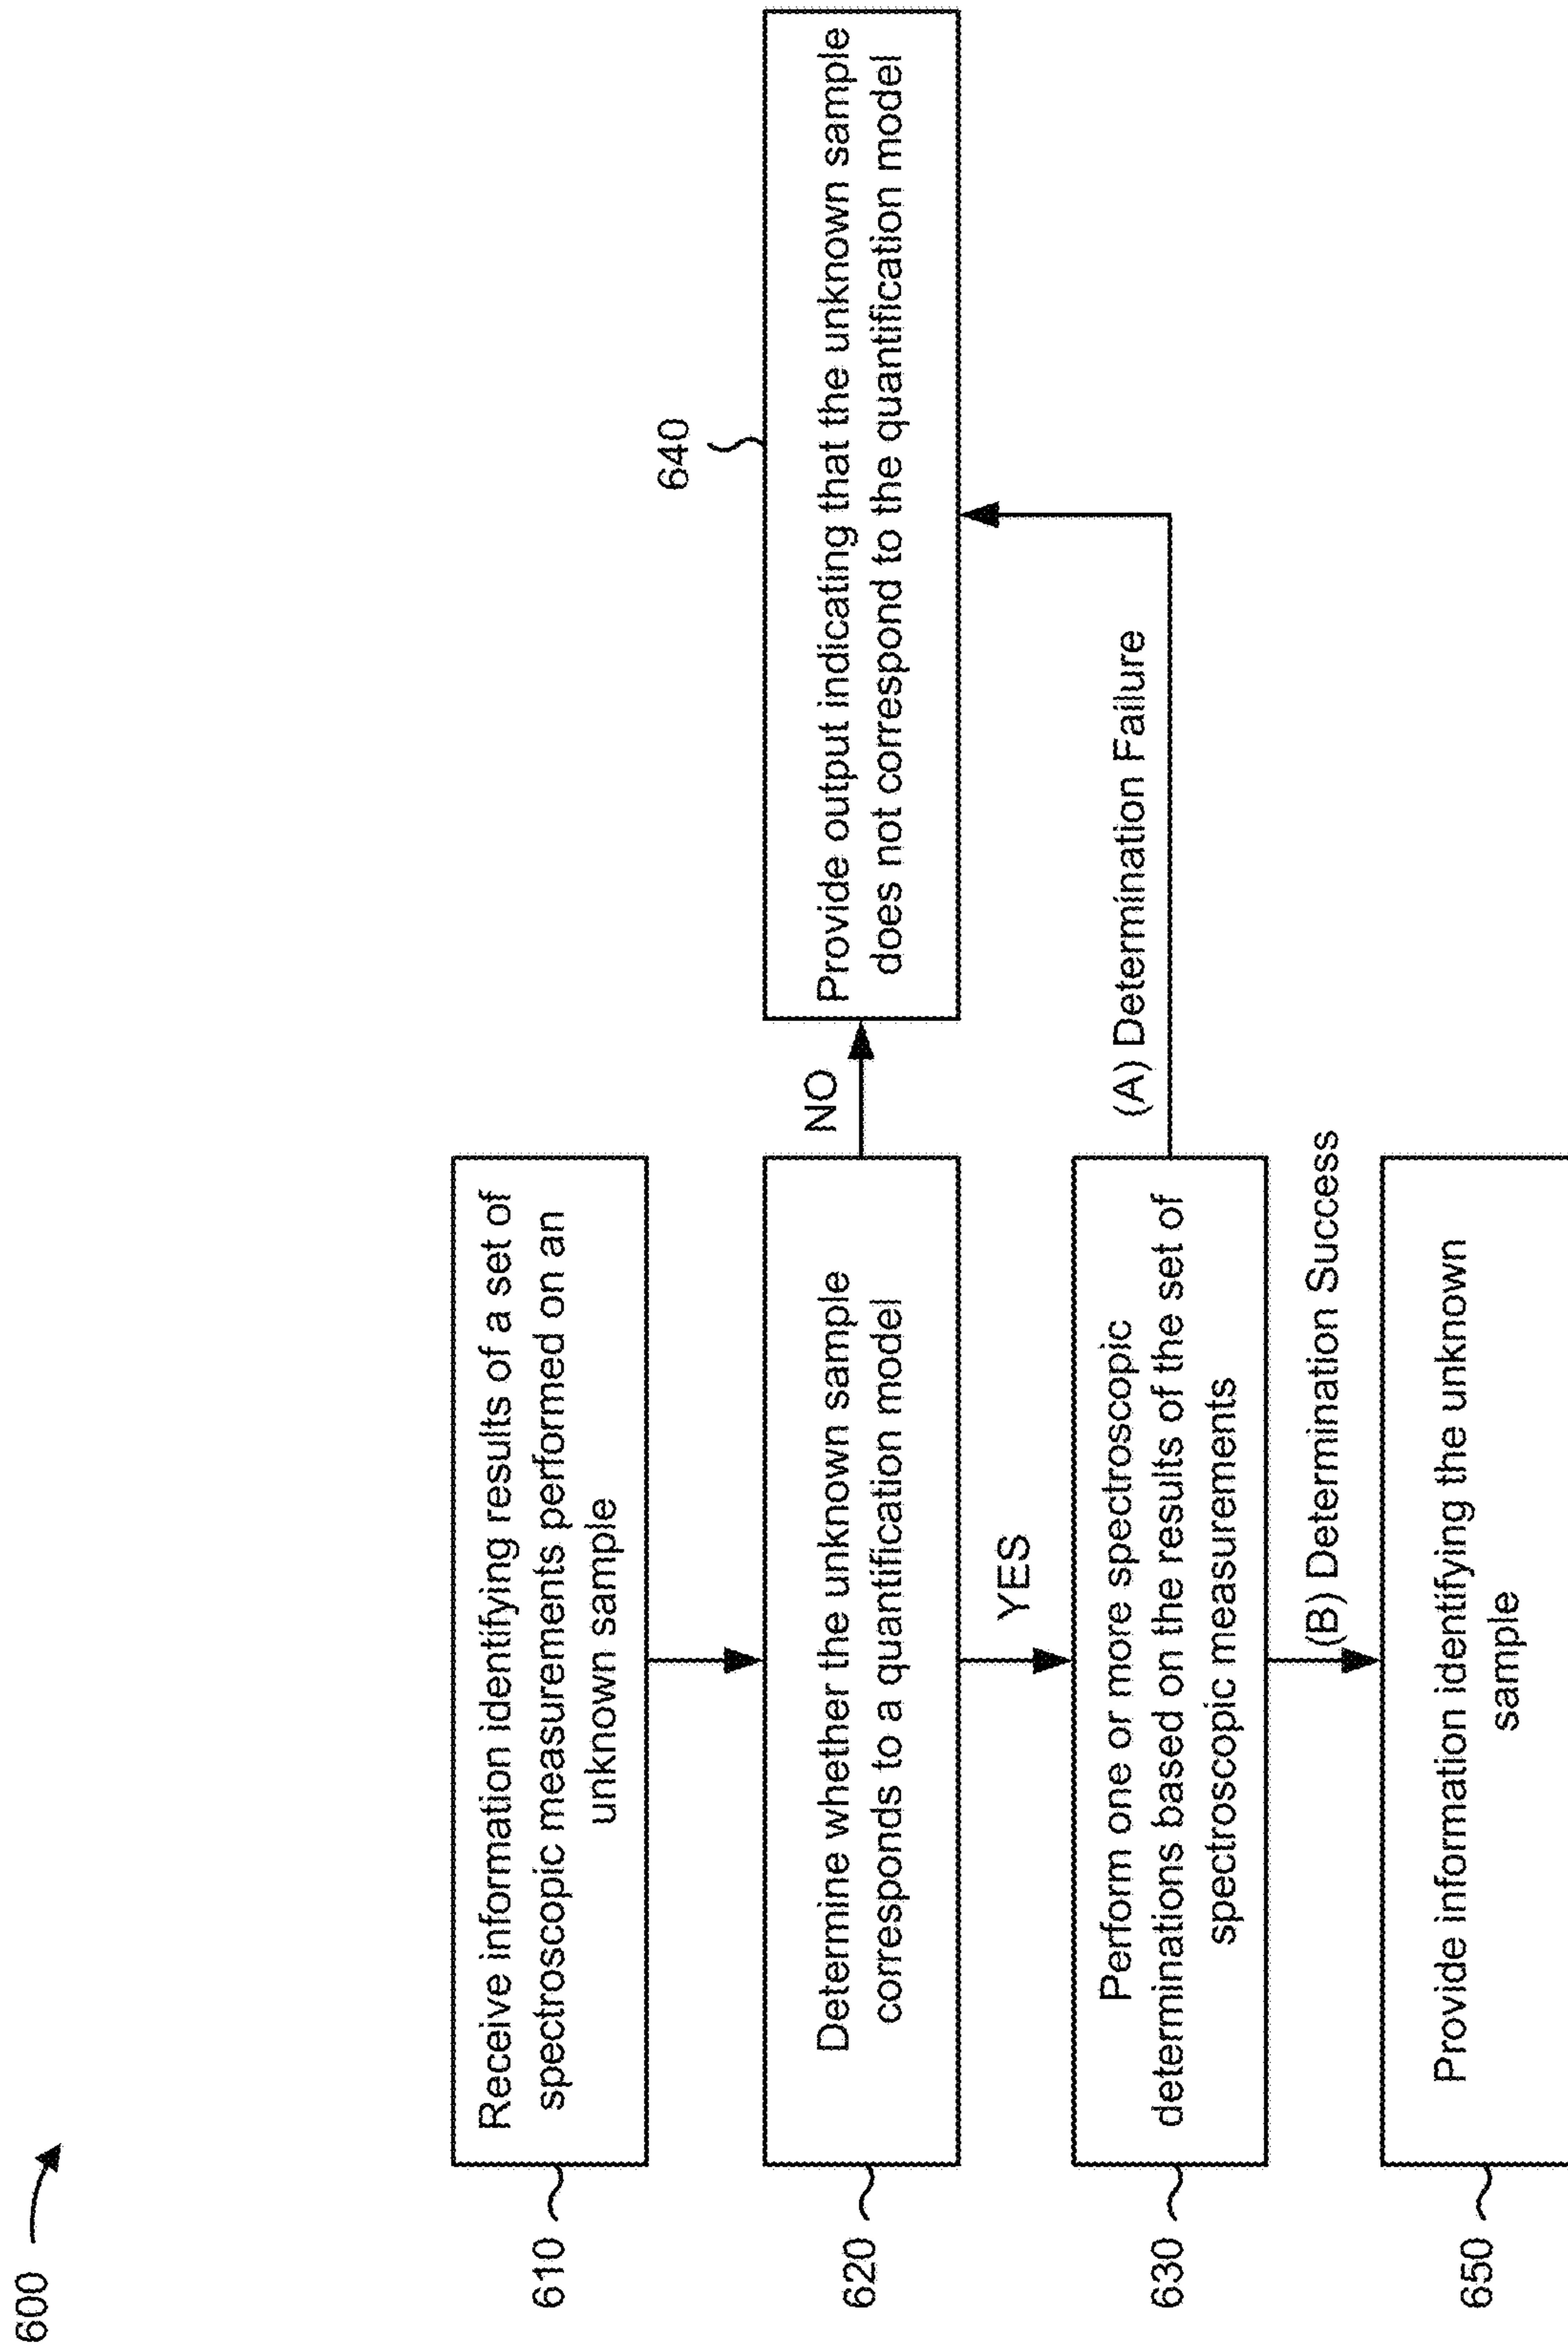 600
610
Receive information identifying results of a set of
spectroscopic measurements performed on an
unknown sample
620
Determine whether the unknown sample
corresponds to a quantification model
NO
640
Provide output indicating that the unknown sample
does not correspond to the quantification model
YES
630
Perform one or more spectroscopic
determinations based on the results of the set of
spectroscopic measurements
(A) Determination Failure
(B) Determination Success
650
Provide information identifying the unknown
sample